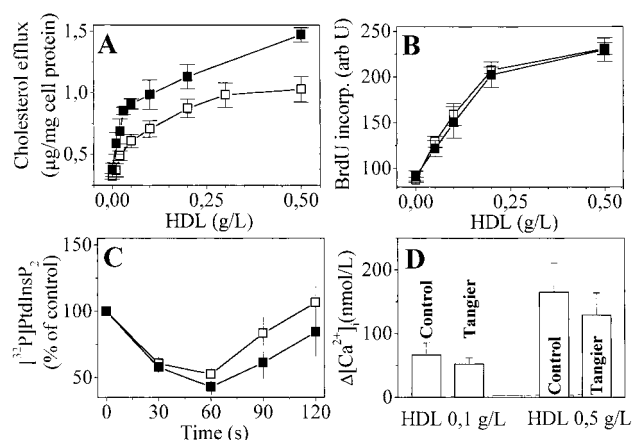 A
Cholesterol efflux
(µg/mg cell protein)
1,5
1,0
0,5
0,00 0,25 0,50
HDL (g/L)
B
BrdU incorp. (arb U)
250
200
150
100
0,00 0,25 0,50
HDL (g/L)
C
[³²P]PtdInsP₂
(% of control)
150
100
50
0 30 60 90 120
Time (s)
D
Δ[Ca²⁺]ᵢ(nmol/L)
200
100
0
Control
Tangier
Control
Tangier
HDL 0,1 g/L HDL 0,5 g/L